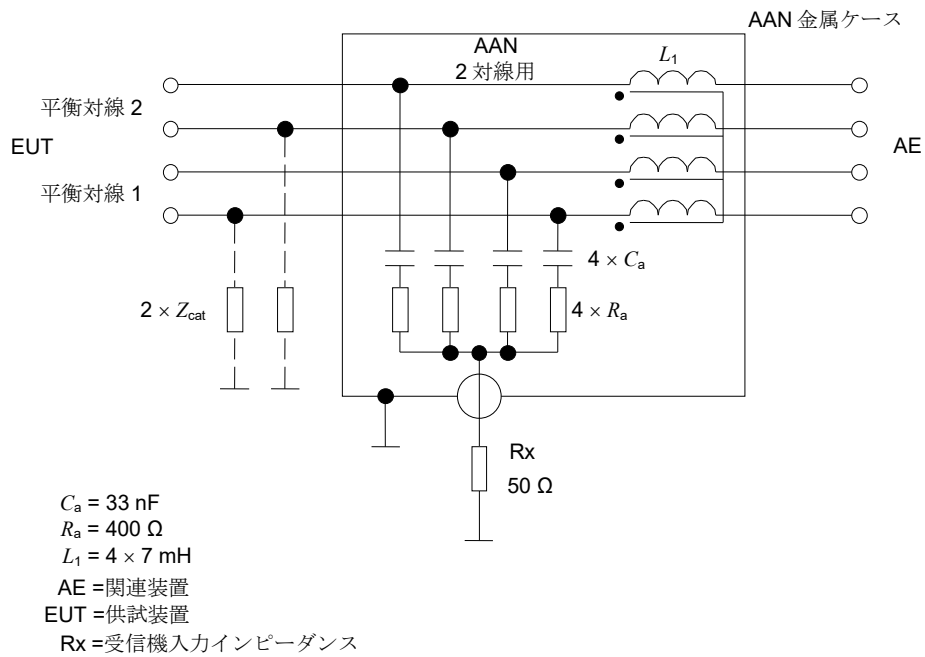 AAN 金属ケース
AAN
2 対線用
L1
平衡対線 2
EUT
AE
平衡対線 1
4 × Ca
2 × Zcat
4 × Ra
Rx
50 Ω
Ca = 33 nF
Ra = 400 Ω
L1 = 4 × 7 mH
AE =関連装置
EUT =供試装置
Rx =受信機入力インピーダンス